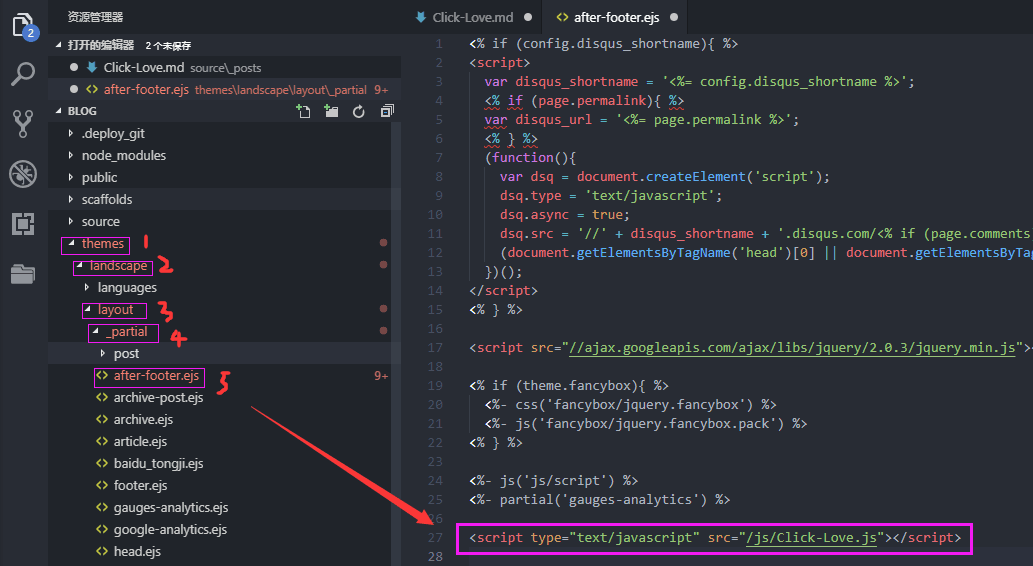 资源管理器
打开的编辑器 2 个未保存
Click-Love.md source\_posts
after-footer.ejs themes\landscape\layout\_partial 9+
BLOG
.deploy_git
node_modules
public
scaffolds
source
themes 1
landscape 2
languages
layout 3
_partial 4
post
after-footer.ejs 9+ 5
archive-post.ejs
archive.ejs
article.ejs
baidu_tongji.ejs
footer.ejs
gauges-analytics.ejs
google-analytics.ejs
head.ejs
2
Click-Love.md
after-footer.ejs
1 <% if (config.disqus_shortname){ %>
2 <script>
3 var disqus_shortname = '<%= config.disqus_shortname %>';
4 <% if (page.permalink){ %>
5 var disqus_url = '<%= page.permalink %>';
6 <% } %>
7 (function(){
8 var dsq = document.createElement('script');
9 dsq.type = 'text/javascript';
10 dsq.async = true;
11 dsq.src = '//' + disqus_shortname + '.disqus.com/<% if (page.comments
12 (document.getElementsByTagName('head')[0] || document.getElementsByTag
13 })();
14 </script>
15 <% } %>
16
17 <script src="//ajax.googleapis.com/ajax/libs/jquery/2.0.3/jquery.min.js">
18
19 <% if (theme.fancybox){ %>
20 <%- css('fancybox/jquery.fancybox') %>
21 <%- js('fancybox/jquery.fancybox.pack') %>
22 <% } %>
23
24 <%- js('js/script') %>
25 <%- partial('gauges-analytics') %>
26
27 <script type="text/javascript" src="/js/Click-Love.js"></script>
28